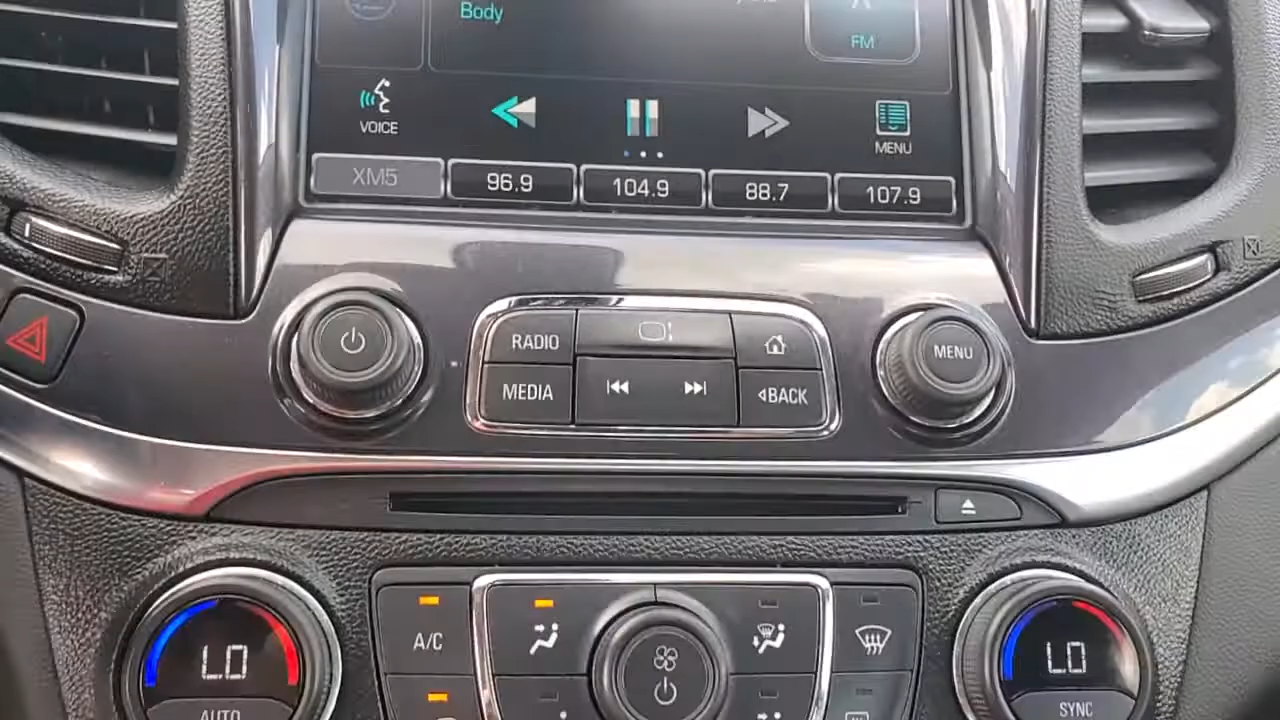 Body
FM
VOICE
MENU
XM5
96.9
104.9
88.7
107.9
RADIO
MENU
MEDIA
BACK
A/C
LO
LO
AUTO
SYNC